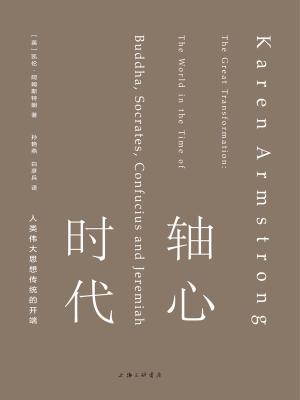 Karen Armstrong
The Great Transformation:
The World in the Time of
Buddha, Socrates, Confucius and Jeremiah
轴心
时代
[英] 凯伦·阿姆斯特朗 著
孙艳燕 白彦兵 译
人类伟大思想传统的开端
上海三联书店